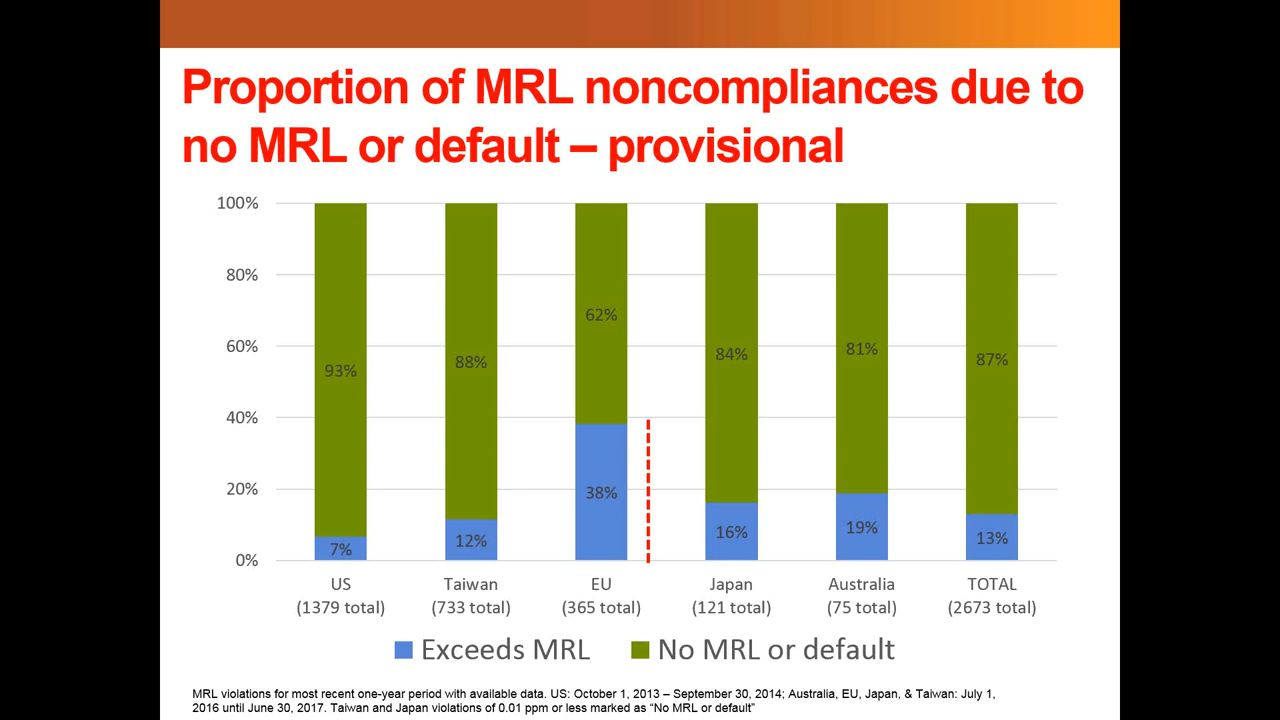 Proportion of MRL noncompliances due to
no MRL or default – provisional
100%
80%
60%
40%
20%
0%
93%
88%
62%
84%
81%
87%
7%
12%
38%
16%
19%
13%
US
(1379 total)
Taiwan
(733 total)
EU
(365 total)
Japan
(121 total)
Australia
(75 total)
TOTAL
(2673 total)
Exceeds MRL
No MRL or default
MRL violations for most recent one-year period with available data. US: October 1, 2013 – September 30, 2014; Australia, EU, Japan, & Taiwan: July 1,
2016 until June 30, 2017. Taiwan and Japan violations of 0.01 ppm or less marked as “No MRL or default”